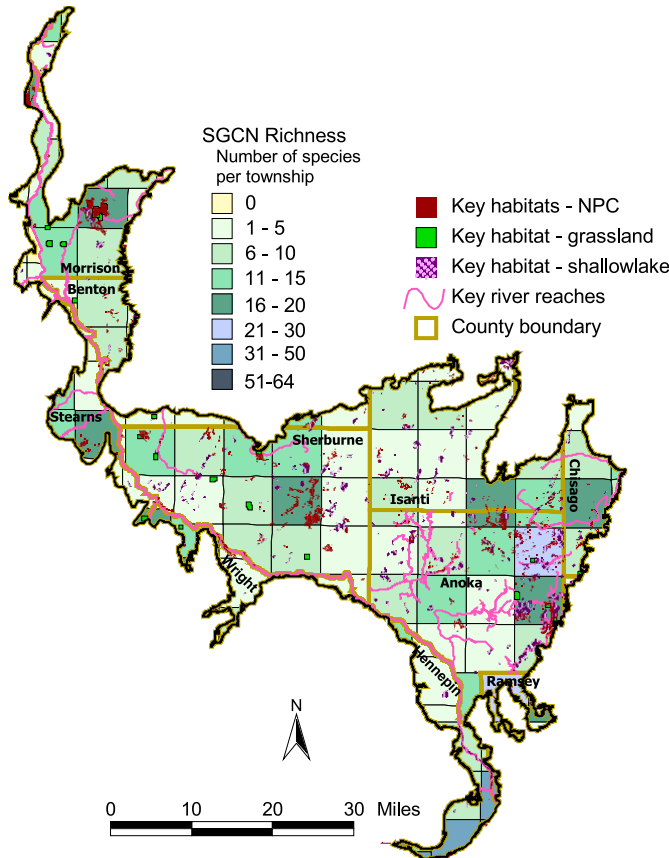 SGCN Richness
Number of species
per township
0
1 - 5
6 - 10
11 - 15
16 - 20
21 - 30
31 - 50
51-64
Key habitats - NPC
Key habitat - grassland
Key habitat - shallowlake
Key river reaches
County boundary
Morrison
Benton
Stearns
Sherburne
Isanti
Chisago
Wright
Anoka
Hennepin
Ramsey
N
0 10 20 30 Miles